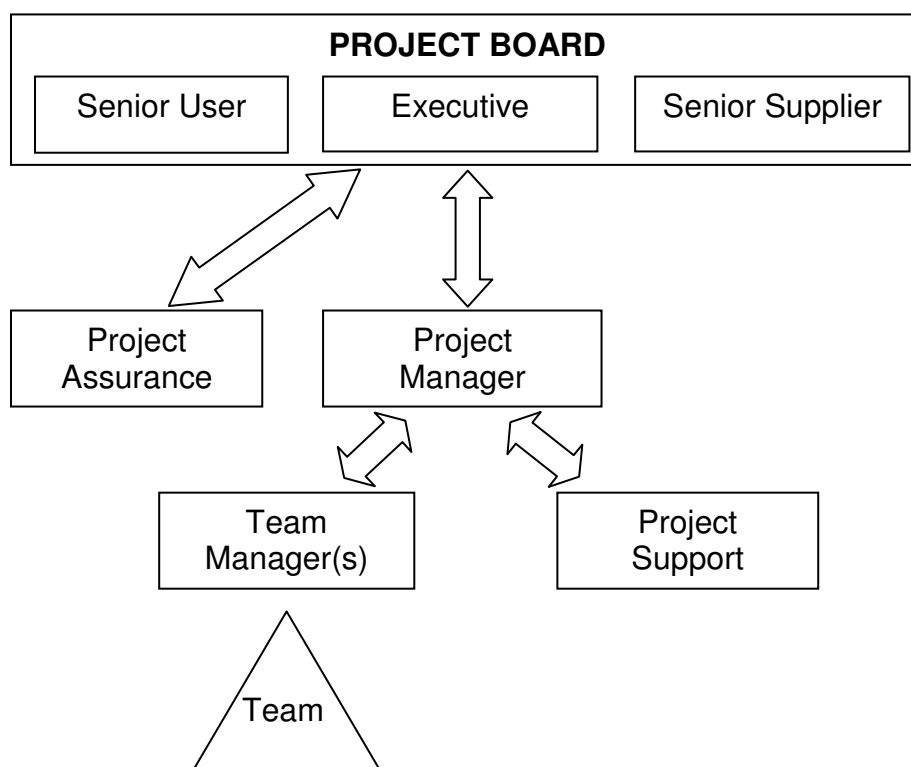 PROJECT BOARD
Senior User
Executive
Senior Supplier
Project
Assurance
Project
Manager
Team
Manager(s)
Project
Support
Team